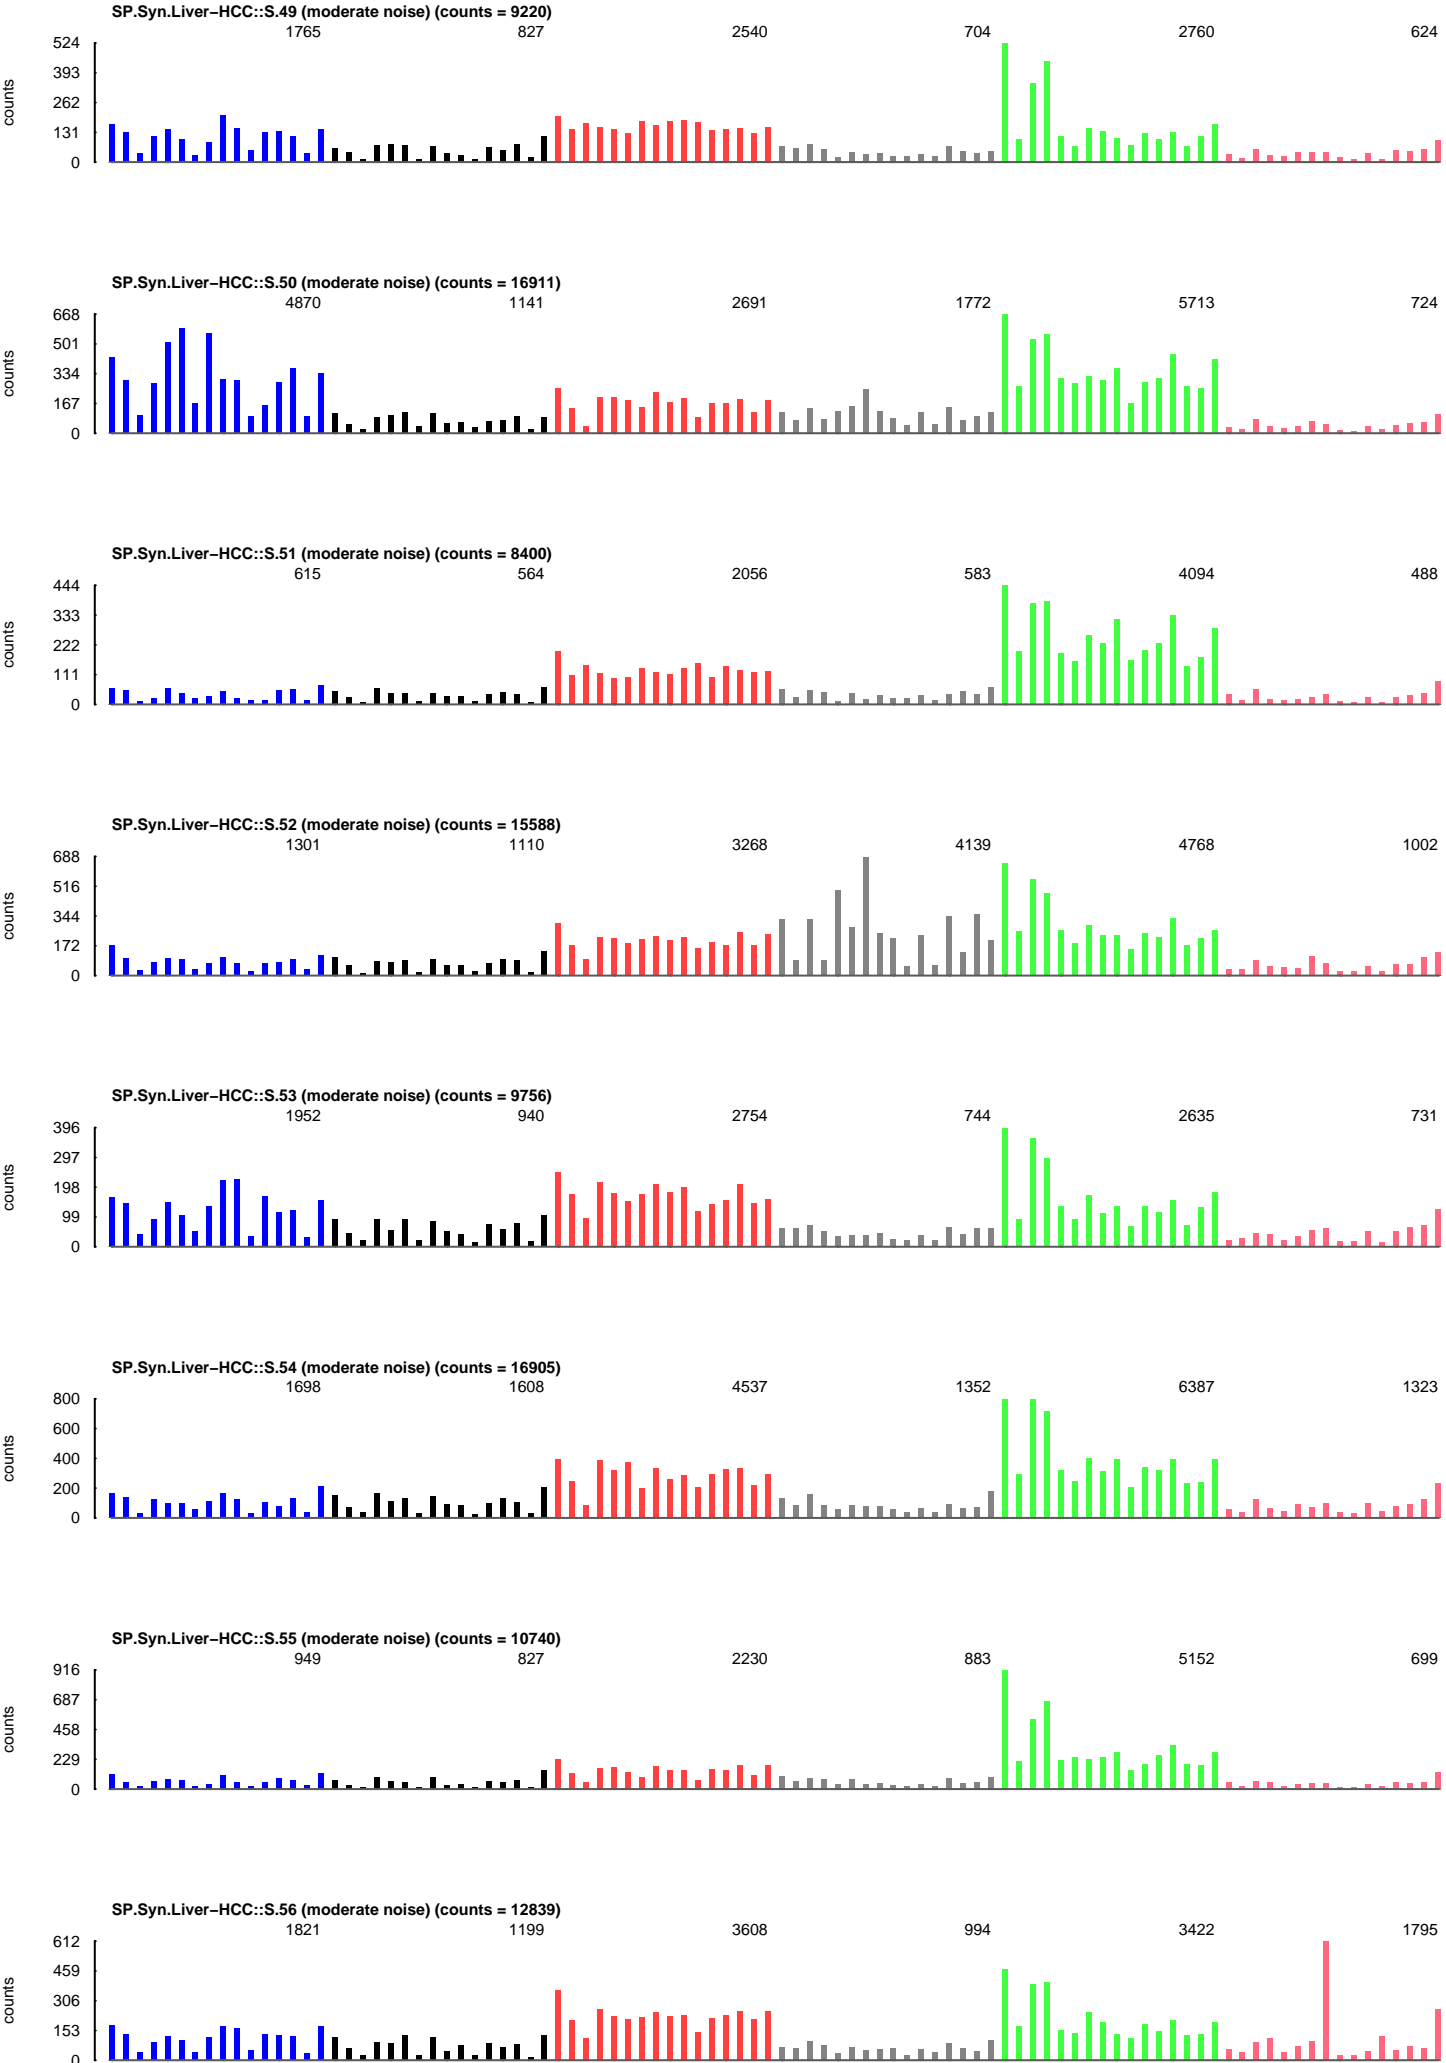 SP.Syn.Liver−HCC::S.49 (moderate noise) (counts = 9220)
1765 827 2540 704 2760 624
524
393
262
131
0
counts
SP.Syn.Liver−HCC::S.50 (moderate noise) (counts = 16911)
4870 1141 2691 1772 5713 724
668
501
334
167
0
counts
SP.Syn.Liver−HCC::S.51 (moderate noise) (counts = 8400)
615 564 2056 583 4094 488
444
333
222
111
0
counts
SP.Syn.Liver−HCC::S.52 (moderate noise) (counts = 15588)
1301 1110 3268 4139 4768 1002
688
516
344
172
0
counts
SP.Syn.Liver−HCC::S.53 (moderate noise) (counts = 9756)
1952 940 2754 744 2635 731
396
297
198
99
0
counts
SP.Syn.Liver−HCC::S.54 (moderate noise) (counts = 16905)
1698 1608 4537 1352 6387 1323
800
600
400
200
0
counts
SP.Syn.Liver−HCC::S.55 (moderate noise) (counts = 10740)
949 827 2230 883 5152 699
916
687
458
229
0
counts
SP.Syn.Liver−HCC::S.56 (moderate noise) (counts = 12839)
1821 1199 3608 994 3422 1795
612
459
306
153
0
counts